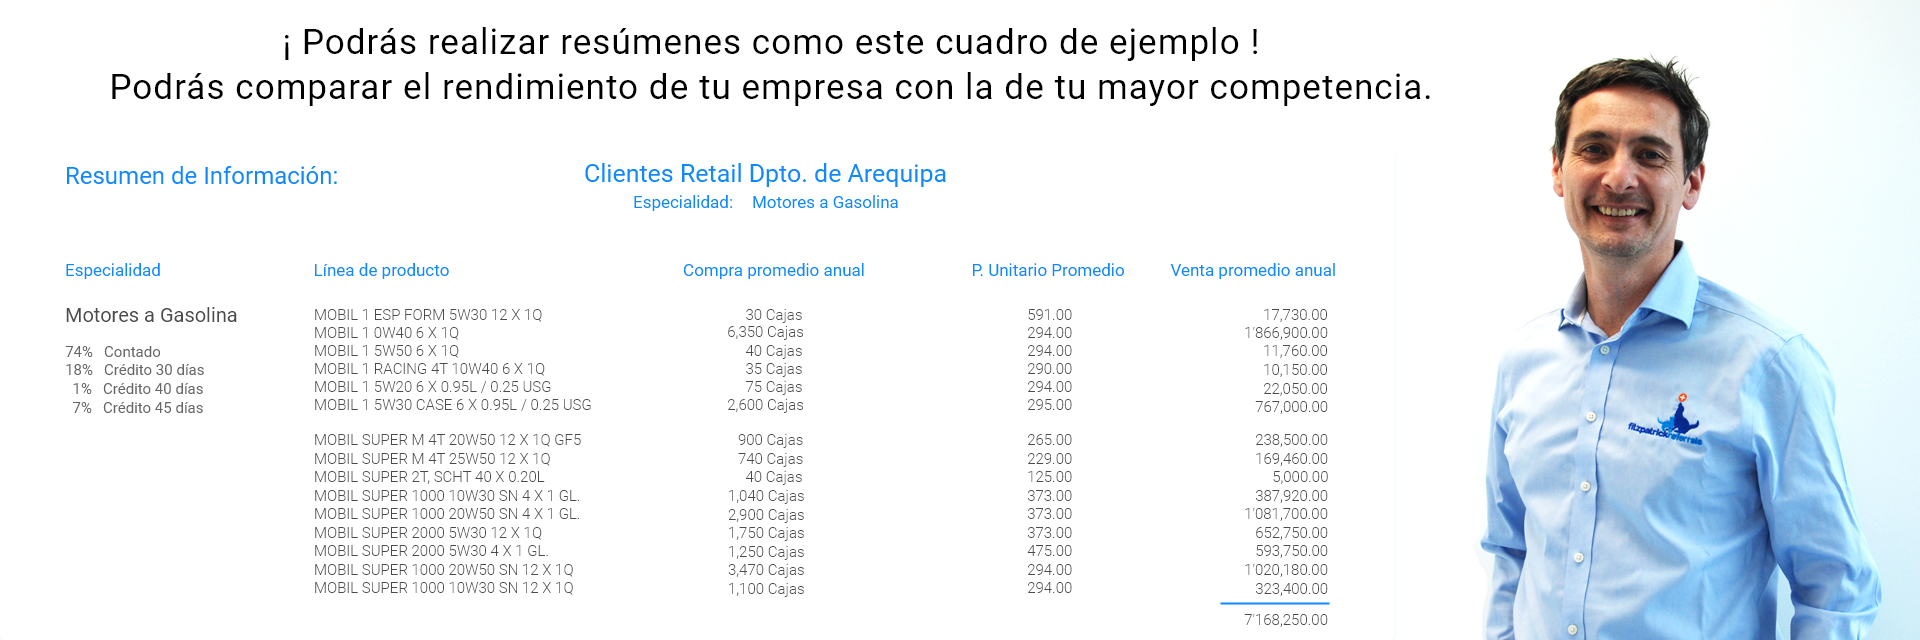 ¡ Podrás realizar resúmenes como este cuadro de ejemplo !
Podrás comparar el rendimiento de tu empresa con la de tu mayor competencia.
Resumen de Información:
Clientes Retail Dpto. de Arequipa
Especialidad: Motores a Gasolina
Especialidad Línea de producto Compra promedio anual P. Unitario Promedio Venta promedio anual
Motores a Gasolina
74% Contado
18% Crédito 30 días
1% Crédito 40 días
7% Crédito 45 días
MOBIL 1 ESP FORM 5W30 12 X 1Q 30 Cajas 591.00 17,730.00
MOBIL 1 0W40 6 X 1Q 6,350 Cajas 294.00 1'866,900.00
MOBIL 1 5W50 6 X 1Q 40 Cajas 294.00 11,760.00
MOBIL 1 RACING 4T 10W40 6 X 1Q 35 Cajas 290.00 10,150.00
MOBIL 1 5W20 6 X 0.95L / 0.25 USG 75 Cajas 294.00 22,050.00
MOBIL 1 5W30 CASE 6 X 0.95L / 0.25 USG 2,600 Cajas 295.00 767,000.00
MOBIL SUPER M 4T 20W50 12 X 1Q GF5 900 Cajas 265.00 238,500.00
MOBIL SUPER M 4T 25W50 12 X 1Q 740 Cajas 229.00 169,460.00
MOBIL SUPER 2T, SCHT 40 X 0.20L 40 Cajas 125.00 5,000.00
MOBIL SUPER 1000 10W30 SN 4 X 1 GL. 1,040 Cajas 373.00 387,920.00
MOBIL SUPER 1000 20W50 SN 4 X 1 GL. 2,900 Cajas 373.00 1'081,700.00
MOBIL SUPER 2000 5W30 12 X 1Q 1,750 Cajas 373.00 652,750.00
MOBIL SUPER 2000 5W30 4 X 1 GL. 1,250 Cajas 475.00 593,750.00
MOBIL SUPER 1000 20W50 SN 12 X 1Q 3,470 Cajas 294.00 1'020,180.00
MOBIL SUPER 1000 10W30 SN 12 X 1Q 1,100 Cajas 294.00 323,400.00
7'168,250.00
fitzpatrickreferrals